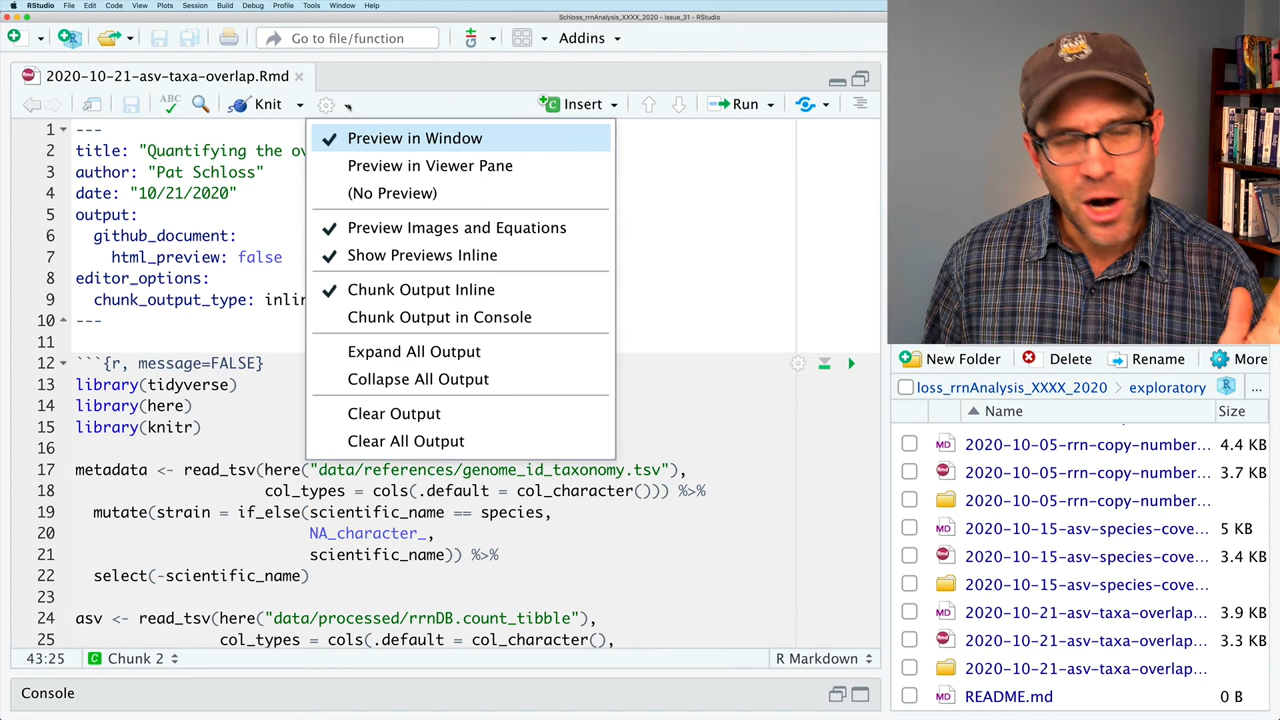 RStudio File Edit Code View Plots Session Build Debug Profile Tools Window Help
Schloss_rrnAnalysis_XXXX_2020 - issue_31 - RStudio
Go to file/function
Addins
2020-10-21-asv-taxa-overlap.Rmd
ABC
Knit
Insert
Run
1 ---
2 title: "Quantifying the ov
3 author: "Pat Schloss"
4 date: "10/21/2020"
5 output:
6 github_document:
7 html_preview: false
8 editor_options:
9 chunk_output_type: inlin
10 ---
11
12 ```{r, message=FALSE}
13 library(tidyverse)
14 library(here)
15 library(knitr)
16
17 metadata <- read_tsv(here("data/references/genome_id_taxonomy.tsv"),
18 col_types = cols(.default = col_character())) %>%
19 mutate(strain = if_else(scientific_name == species,
20 NA_character_,
21 scientific_name)) %>%
22 select(-scientific_name)
23
24 asv <- read_tsv(here("data/processed/rrnDB.count_tibble"),
25 col_types = cols(.default = col_character(),
Preview in Window
Preview in Viewer Pane
(No Preview)
Preview Images and Equations
Show Previews Inline
Chunk Output Inline
Chunk Output in Console
Expand All Output
Collapse All Output
Clear Output
Clear All Output
43:25 Chunk 2 R Markdown
Console
New Folder Delete Rename More
loss_rrnAnalysis_XXXX_2020 exploratory ...
Name Size
MD 2020-10-05-rrn-copy-number... 4.4 KB
2020-10-05-rrn-copy-number... 3.7 KB
2020-10-05-rrn-copy-number...
MD 2020-10-15-asv-species-cove... 5 KB
2020-10-15-asv-species-cove... 3.4 KB
2020-10-15-asv-species-cove...
MD 2020-10-21-asv-taxa-overlap... 3.9 KB
2020-10-21-asv-taxa-overlap... 3.3 KB
2020-10-21-asv-taxa-overlap...
MD README.md 0 B